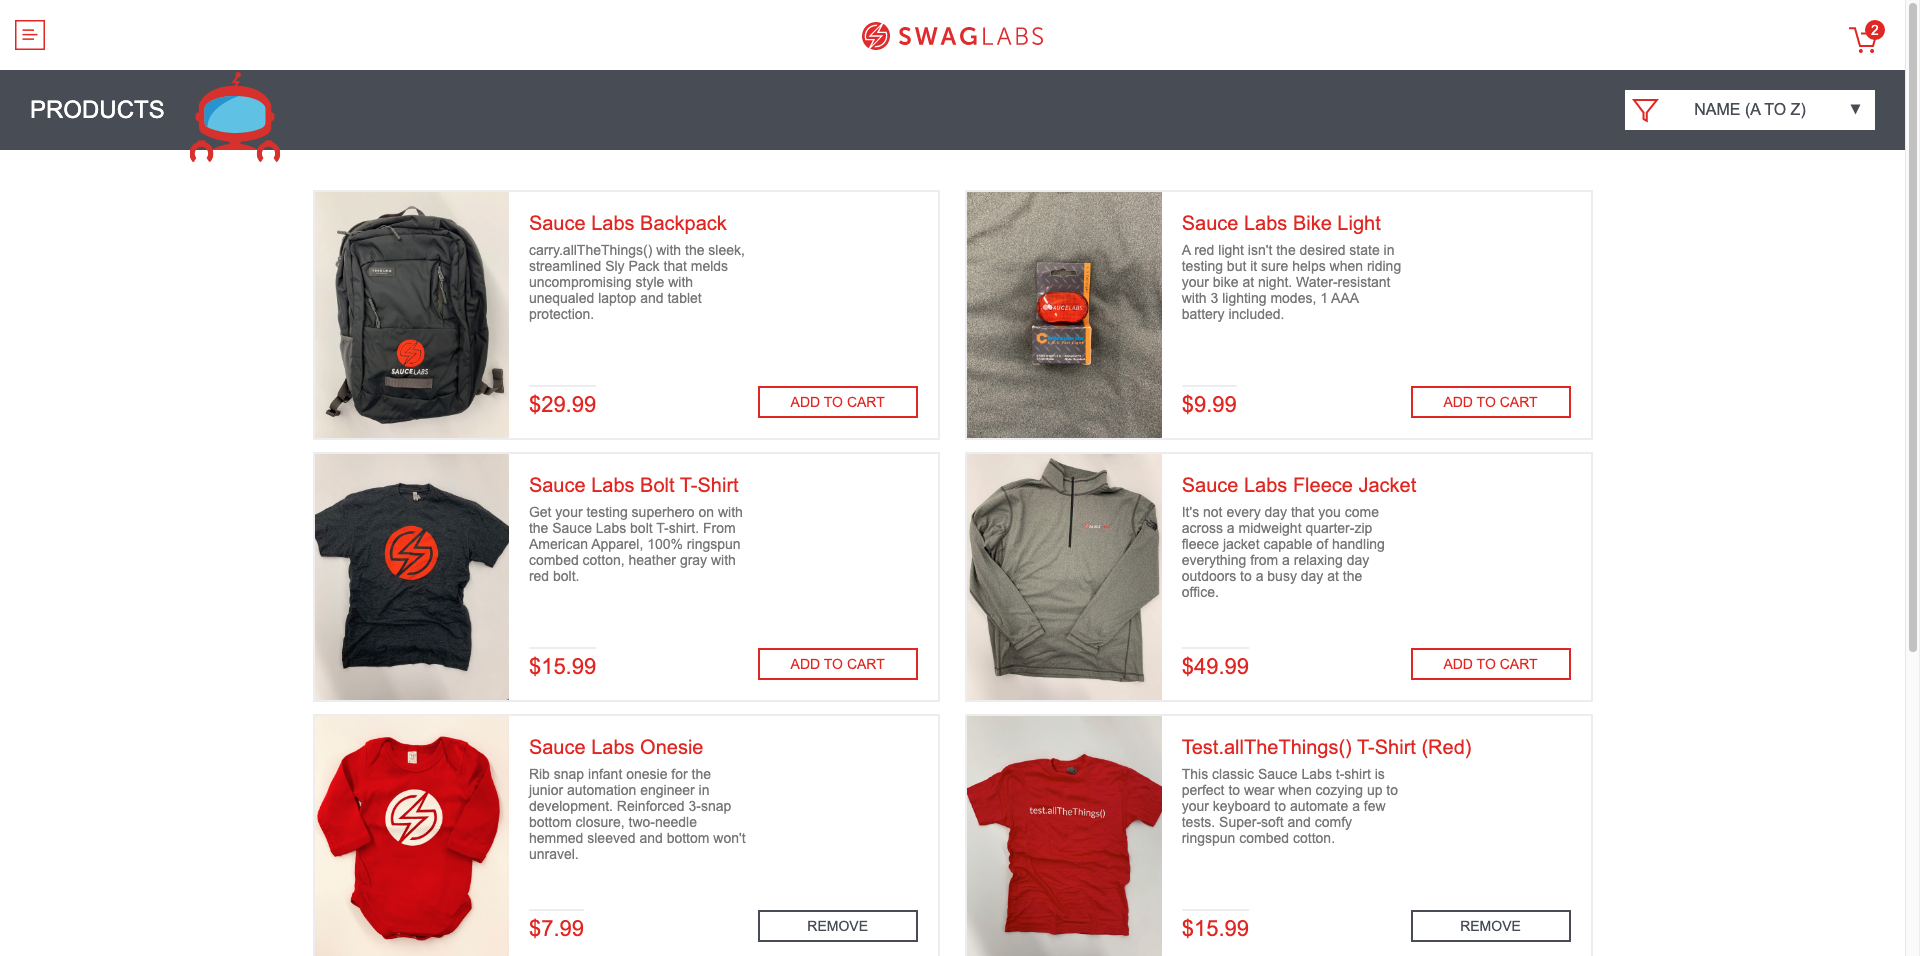 SWAGLABS
2
PRODUCTS
NAME (A TO Z)
Sauce Labs Backpack
carry.allTheThings() with the sleek,
streamlined Sly Pack that melds
uncompromising style with
unequaled laptop and tablet
protection.
$29.99
ADD TO CART
SAUCELABS
Sauce Labs Bike Light
A red light isn't the desired state in
testing but it sure helps when riding
your bike at night. Water-resistant
with 3 lighting modes, 1 AAA
battery included.
$9.99
ADD TO CART
SAUCELABS
Sauce Labs Bolt T-Shirt
Get your testing superhero on with
the Sauce Labs bolt T-shirt. From
American Apparel, 100% ringspun
combed cotton, heather gray with
red bolt.
$15.99
ADD TO CART
Sauce Labs Fleece Jacket
It's not every day that you come
across a midweight quarter-zip
fleece jacket capable of handling
everything from a relaxing day
outdoors to a busy day at the
office.
$49.99
ADD TO CART
Sauce Labs Onesie
Rib snap infant onesie for the
junior automation engineer in
development. Reinforced 3-snap
bottom closure, two-needle
hemmed sleeved and bottom won't
unravel.
$7.99
REMOVE
test.allTheThings()
Test.allTheThings() T-Shirt (Red)
This classic Sauce Labs t-shirt is
perfect to wear when cozying up to
your keyboard to automate a few
tests. Super-soft and comfy
ringspun combed cotton.
$15.99
REMOVE